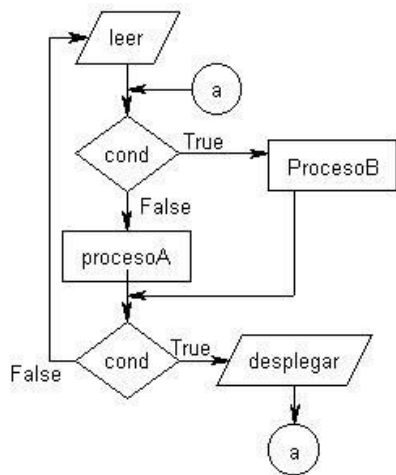 leer
a
cond
True
ProcesoB
False
procesoA
cond
True
desplegar
False
a